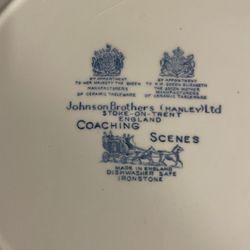 BY APPOINTMENT
TO HER MAJESTY THE QUEEN
MANUFACTURERS
OF CERAMIC TABLEWARE
BY APPOINTMENT
TO H.M. QUEEN ELIZABETH
THE QUEEN MOTHER
MANUFACTURERS
OF CERAMIC TABLEWARE
Johnson Brothers (HANLEY) Ltd
STOKE-ON-TRENT
ENGLAND
COACHING
SCENES
MADE IN ENGLAND
DISHWASHER SAFE
IRONSTONE